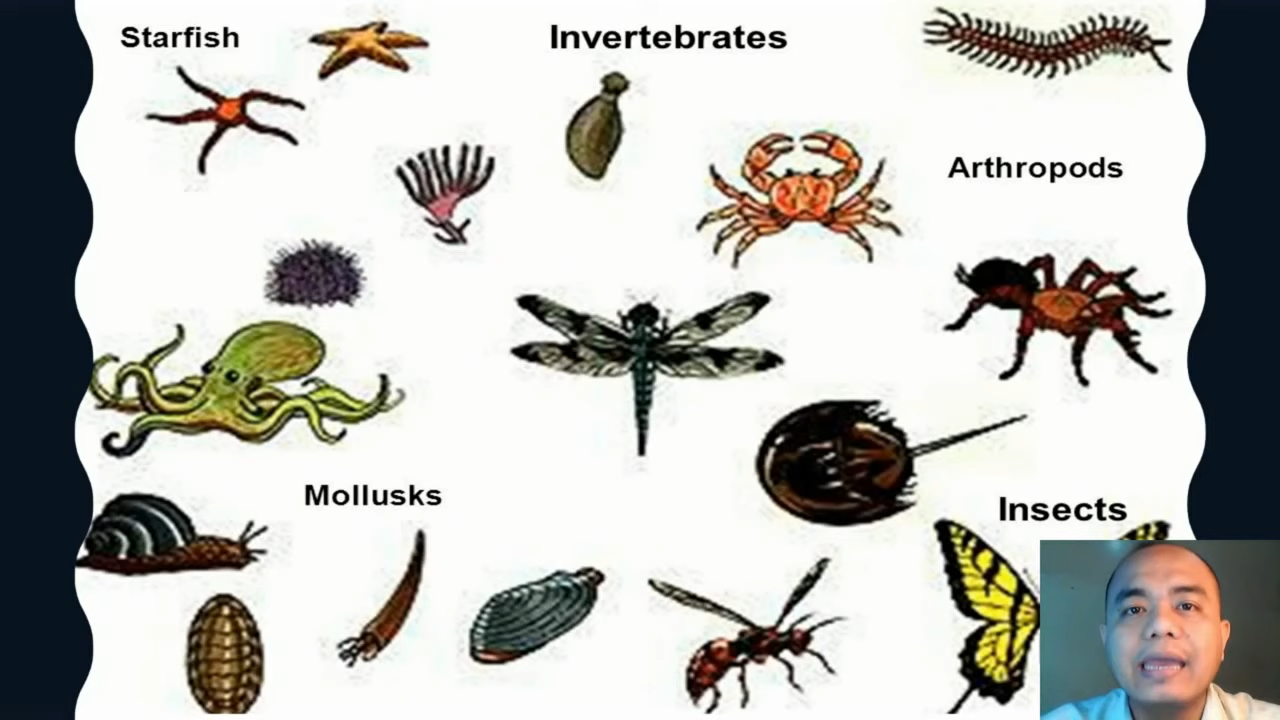 Starfish
Invertebrates
Arthropods
Mollusks
Insects